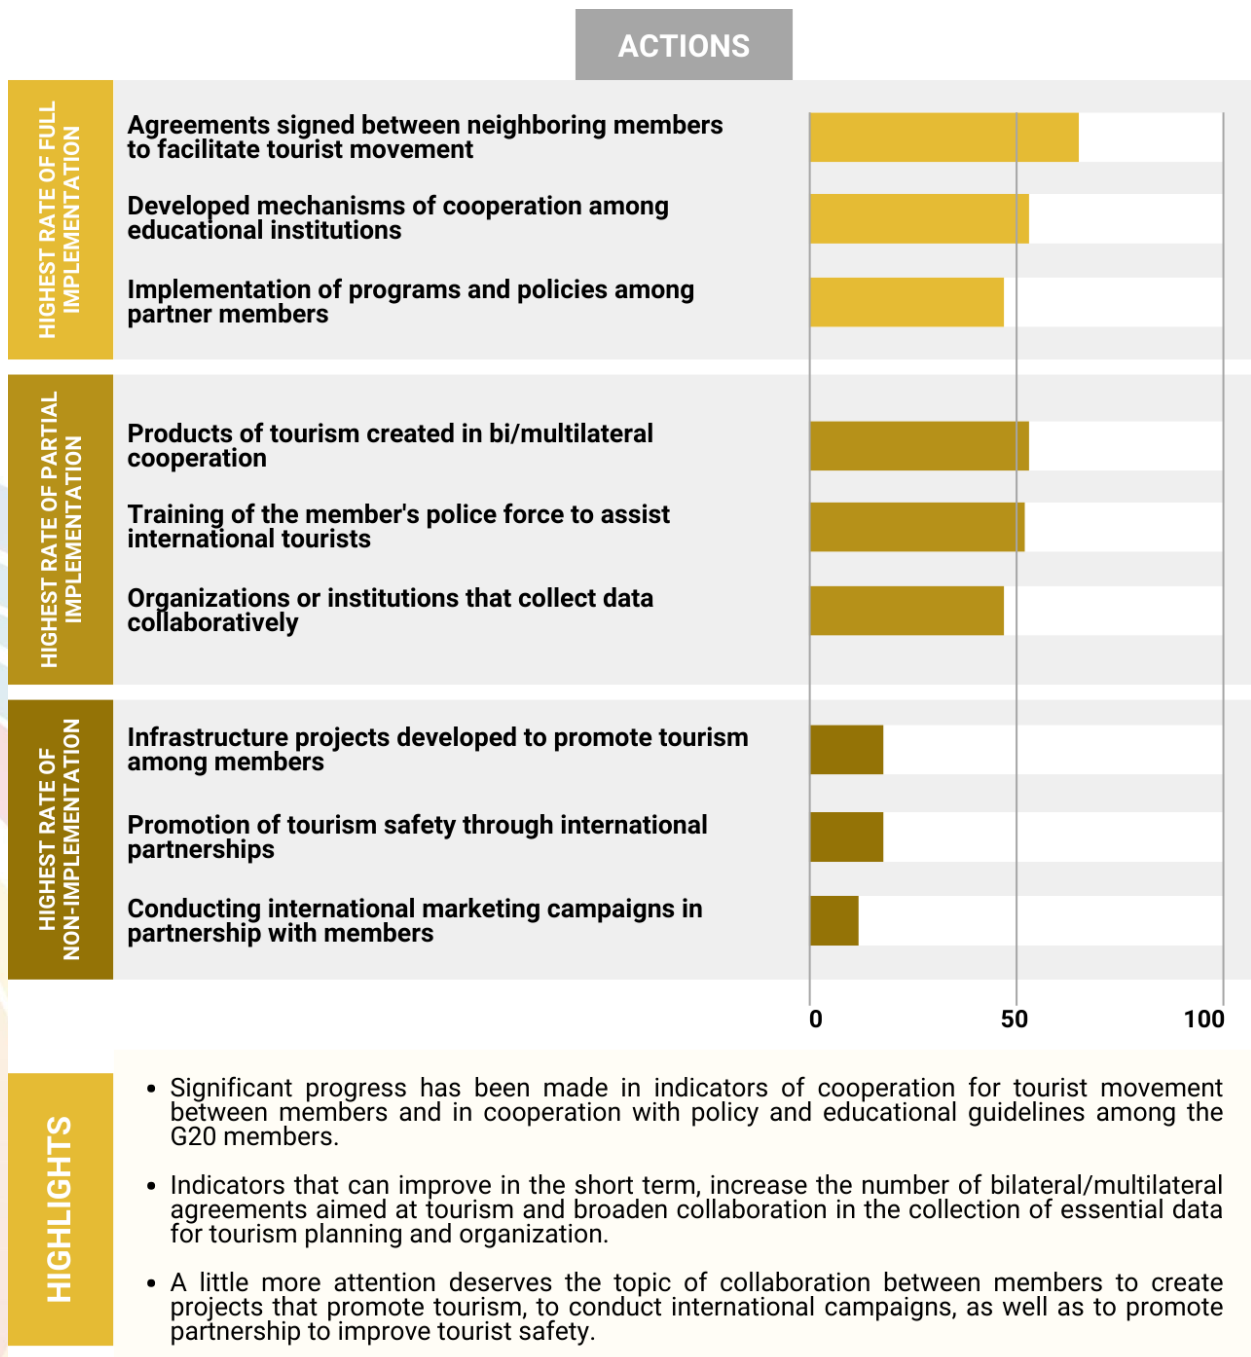 ACTIONS
HIGHEST RATE OF FULL
IMPLEMENTATION
Agreements signed between neighboring members
to facilitate tourist movement
Developed mechanisms of cooperation among
educational institutions
Implementation of programs and policies among
partner members
HIGHEST RATE OF PARTIAL
IMPLEMENTATION
Products of tourism created in bi/multilateral
cooperation
Training of the member's police force to assist
international tourists
Organizations or institutions that collect data
collaboratively
HIGHEST RATE OF
NON-IMPLEMENTATION
Infrastructure projects developed to promote tourism
among members
Promotion of tourism safety through international
partnerships
Conducting international marketing campaigns in
partnership with members
0 50 100
HIGHLIGHTS
• Significant progress has been made in indicators of cooperation for tourist movement
between members and in cooperation with policy and educational guidelines among the
G20 members.
• Indicators that can improve in the short term, increase the number of bilateral/multilateral
agreements aimed at tourism and broaden collaboration in the collection of essential data
for tourism planning and organization.
• A little more attention deserves the topic of collaboration between members to create
projects that promote tourism, to conduct international campaigns, as well as to promote
partnership to improve tourist safety.